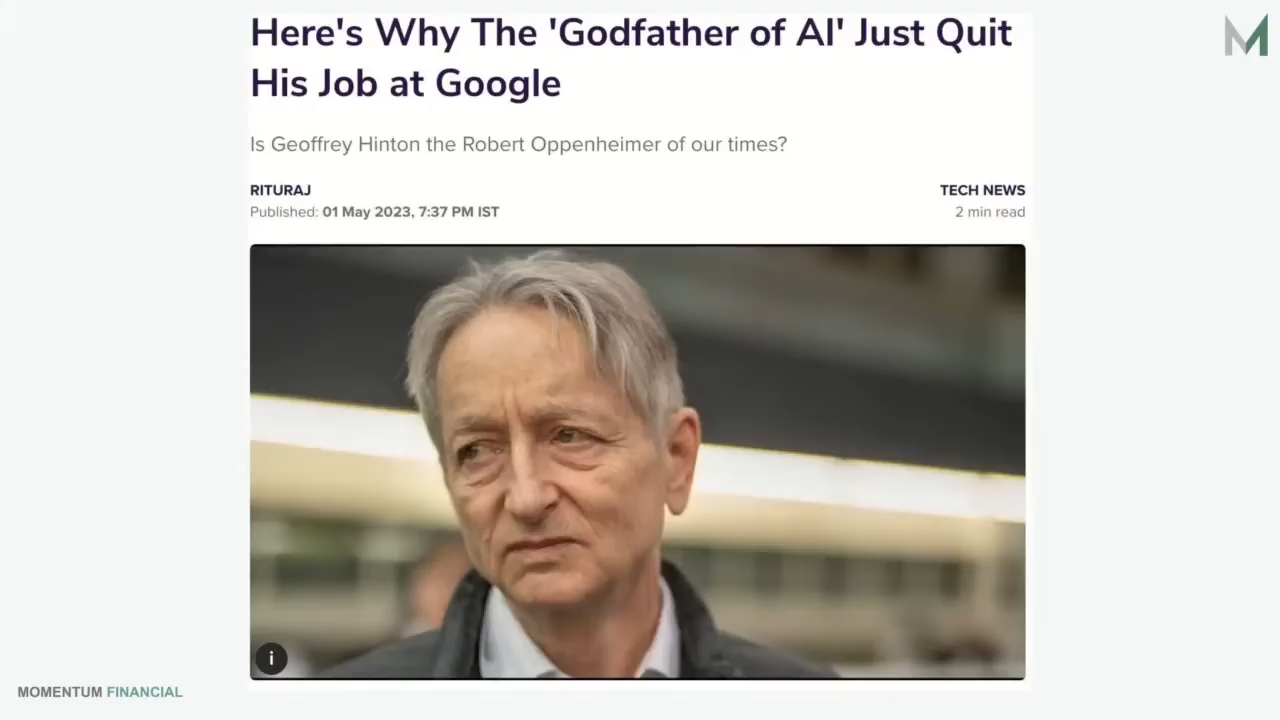 Here's Why The 'Godfather of AI' Just Quit
His Job at Google
Is Geoffrey Hinton the Robert Oppenheimer of our times?
RITURAJ
TECH NEWS
Published: 01 May 2023, 7:37 PM IST
2 min read
i
MOMENTUM FINANCIAL